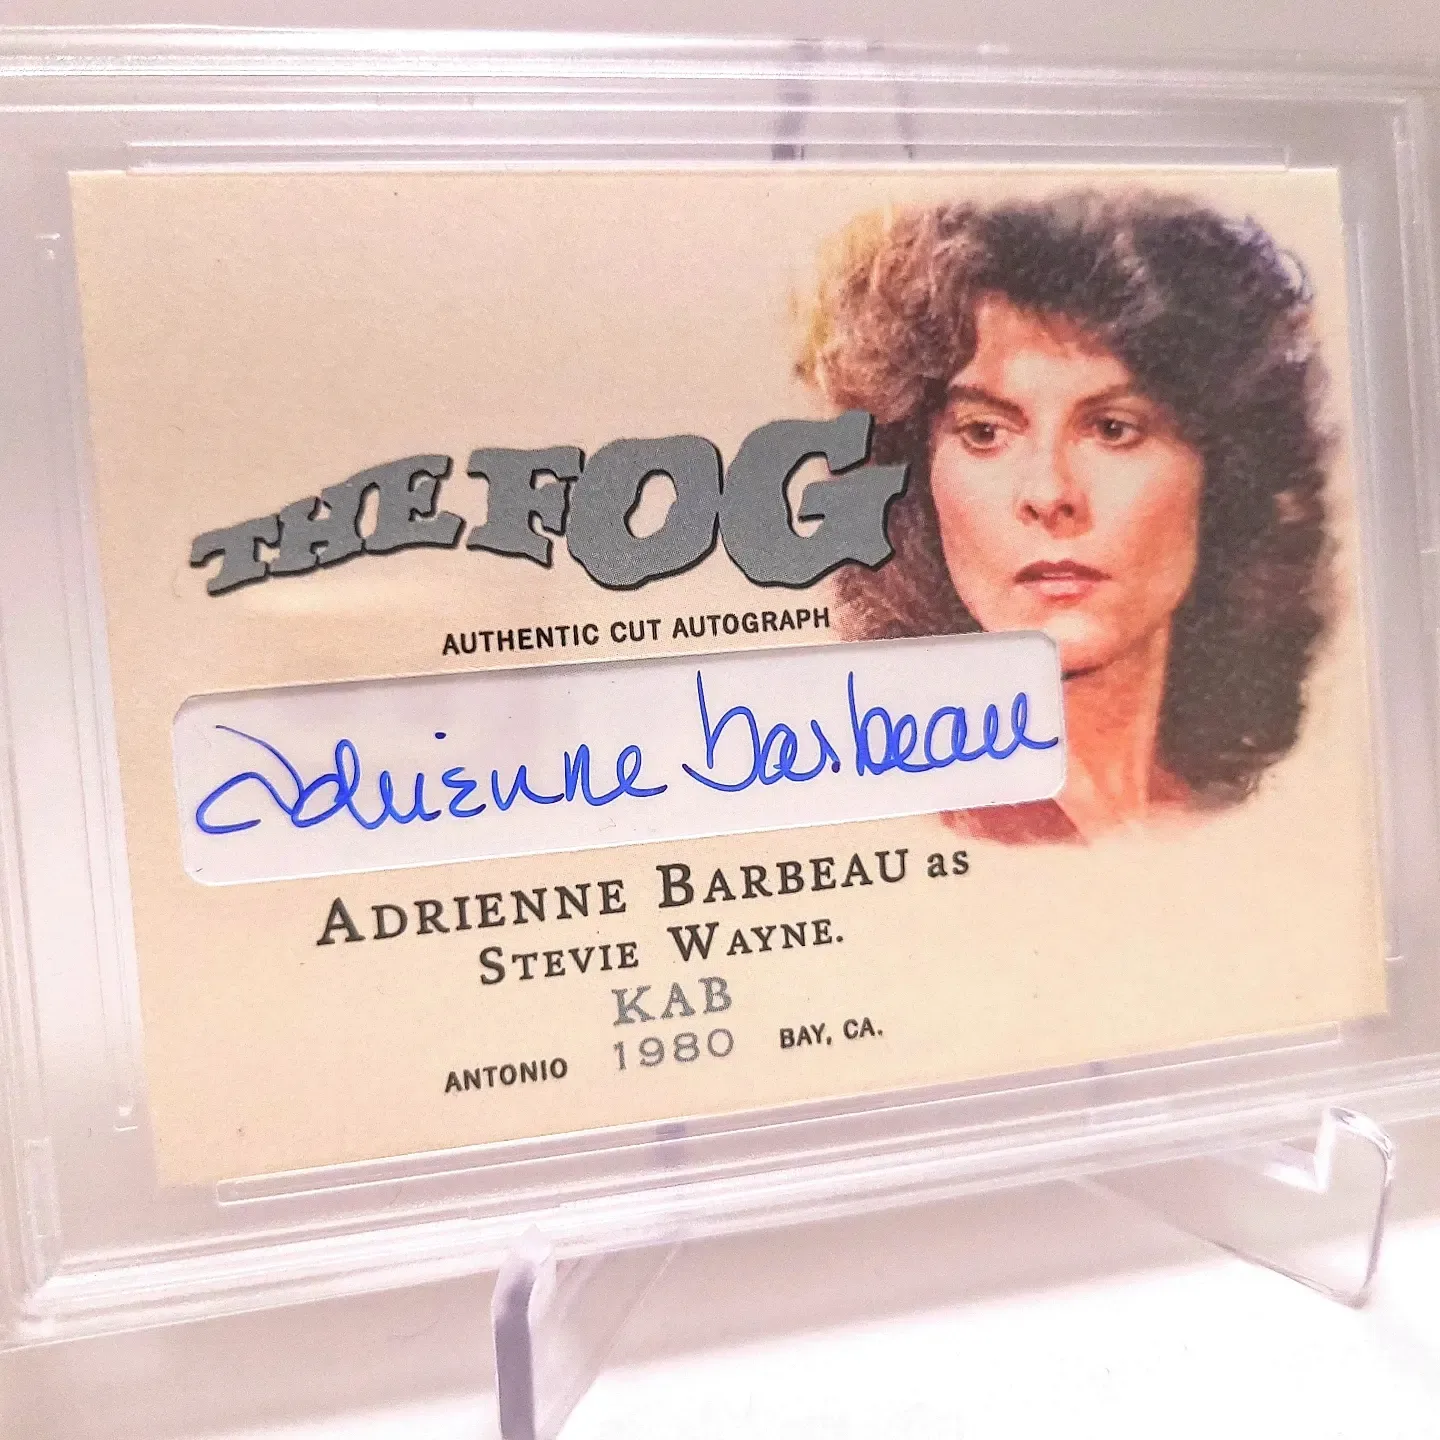 THE FOG
AUTHENTIC CUT AUTOGRAPH
Adrienne Barbeau
ADRIENNE BARBEAU as
STEVIE WAYNE.
KAB
ANTONIO 1980 BAY, CA.